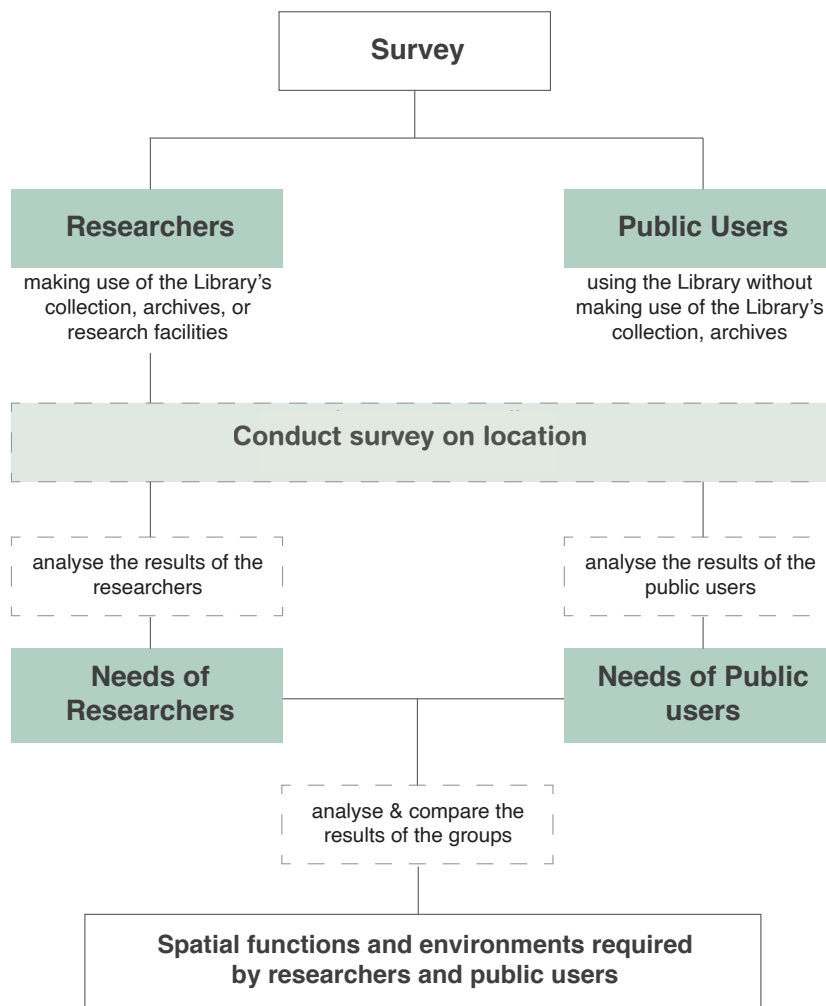 Survey
Researchers
making use of the Library’s
collection, archives, or
research facilities
Public Users
using the Library without
making use of the Library’s
collection, archives
Conduct survey on location
analyse the results of the
researchers
analyse the results of the
public users
Needs of
Researchers
Needs of Public
users
analyse & compare the
results of the groups
Spatial functions and environments required
by researchers and public users